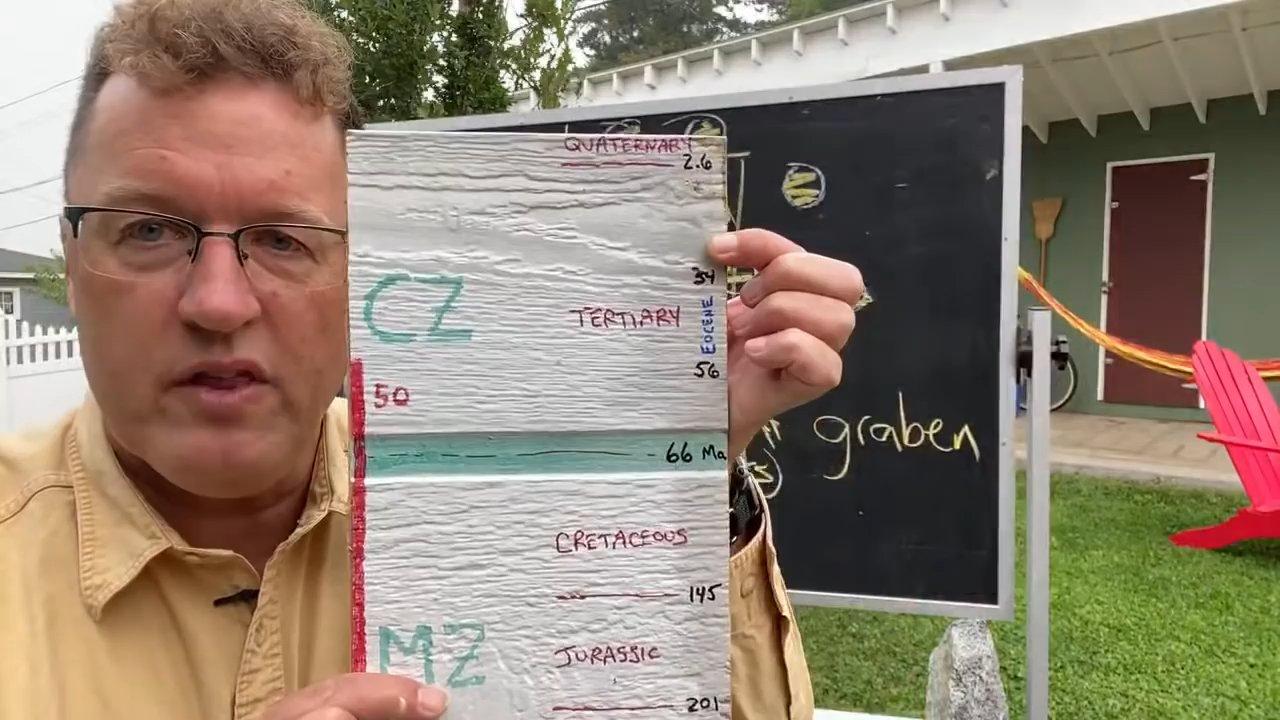 QUATERNARY
2.6
34
CZ
TERTIARY
EOCENE
56
50
66 Ma
graben
CRETACEOUS
145
MZ
JURASSIC
201